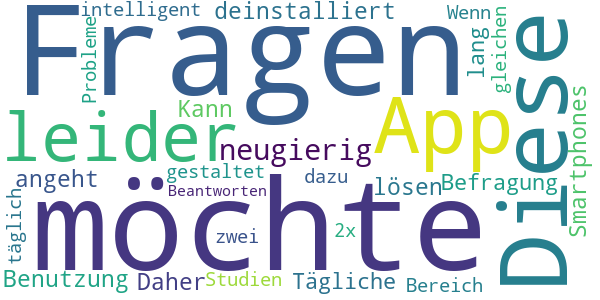 intelligent
deinstalliert
Wenn
Fragen
Probleme
lang
gleichen
Diese
Kann
App
leider
neugierig
Smartphones
angeht
gestaltet
dazu
lösen
Befragung
Beantworten
möchte
täglich
zwei
2x
Benutzung
Daher
Studien
Tägliche
Bereich